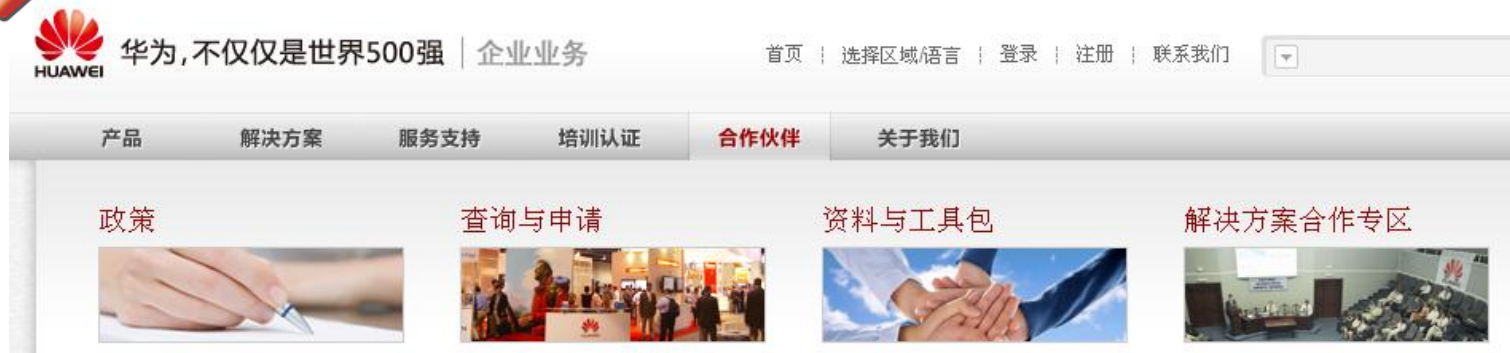 HUAWEI
华为,不仅仅是世界500强 | 企业业务
首页 | 选择区域/语言 | 登录 | 注册 | 联系我们
产品 解决方案 服务支持 培训认证 合作伙伴 关于我们
政策 查询与申请 资料与工具包 解决方案合作专区
HUAWEI